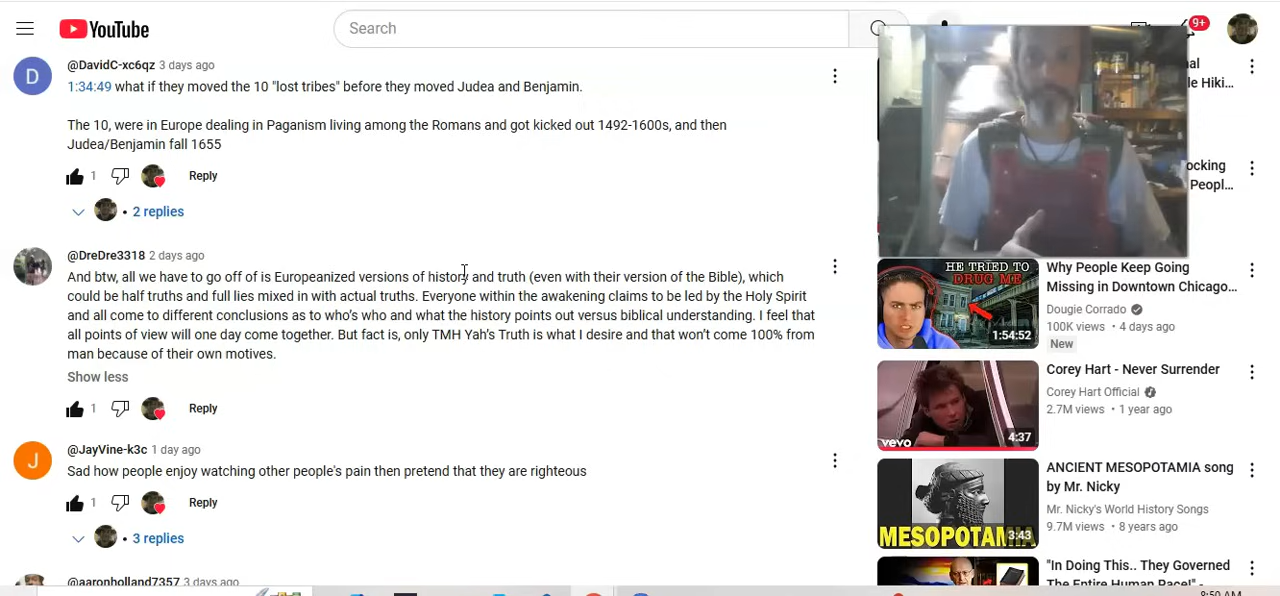 YouTube
Search
9+
@DavidC-xc6qz 3 days ago
1:34:49 what if they moved the 10 "lost tribes" before they moved Judea and Benjamin.
The 10, were in Europe dealing in Paganism living among the Romans and got kicked out 1492-1600s, and then
Judea/Benjamin fall 1655
1
Reply
2 replies
@DreDre3318 2 days ago
And btw, all we have to go off of is Europeanized versions of history and truth (even with their version of the Bible), which
could be half truths and full lies mixed in with actual truths. Everyone within the awakening claims to be led by the Holy Spirit
and all come to different conclusions as to who's who and what the history points out versus biblical understanding. I feel that
all points of view will one day come together. But fact is, only TMH Yah's Truth is what I desire and that won't come 100% from
man because of their own motives.
Show less
1
Reply
J
@JayVine-k3c 1 day ago
Sad how people enjoy watching other people's pain then pretend that they are righteous
1
Reply
3 replies
@aaronholland7357 3 days ago
D
le Hiki...
ocking
Peopl...
HE TRIED TO
DRUG ME
1:54:52
Why People Keep Going
Missing in Downtown Chicago...
Dougie Corrado
100K views • 4 days ago
New
vevo
4:37
Corey Hart - Never Surrender
Corey Hart Official
2.7M views • 1 year ago
MESOPOTAMIA
3:43
ANCIENT MESOPOTAMIA song
by Mr. Nicky
Mr. Nicky's World History Songs
9.7M views • 8 years ago
"In Doing This.. They Governed
The Entire Human Race!" -
8:50 AM